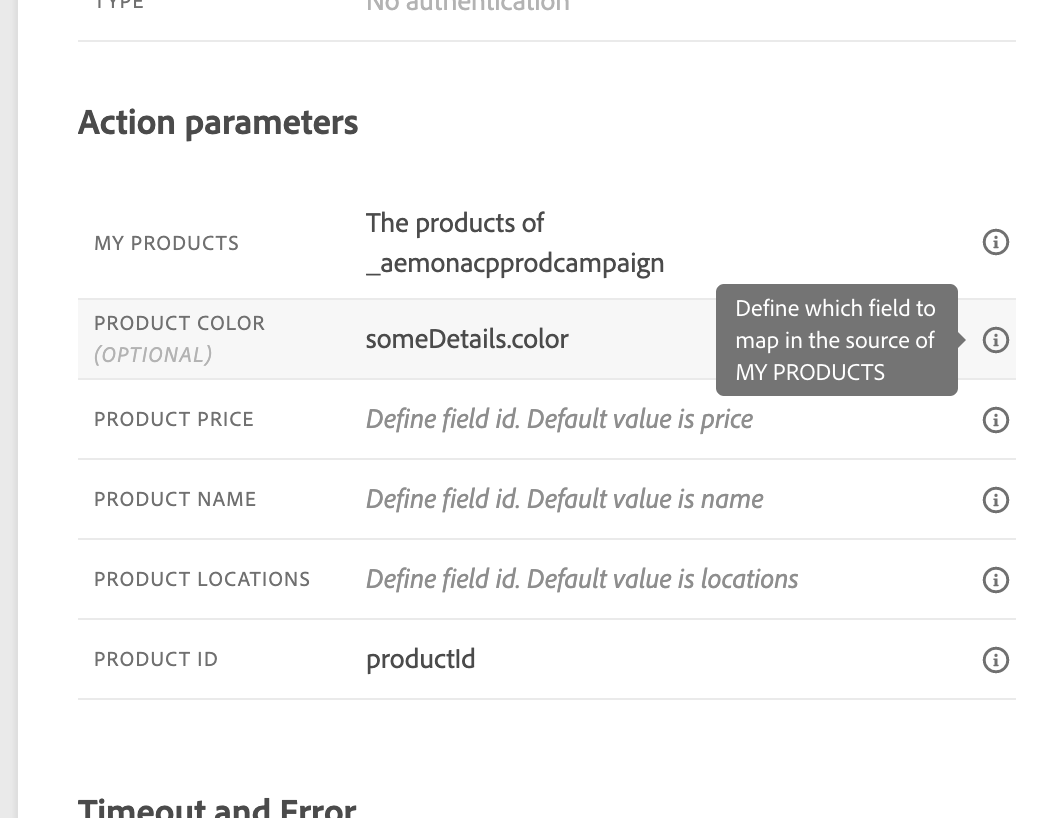 TYPE
No authentication
Action parameters
MY PRODUCTS
The products of
_aemonacpprodcampaign
PRODUCT COLOR
(OPTIONAL)
someDetails.color
Define which field to
map in the source of
MY PRODUCTS
PRODUCT PRICE
Define field id. Default value is price
PRODUCT NAME
Define field id. Default value is name
PRODUCT LOCATIONS
Define field id. Default value is locations
PRODUCT ID
productId
Timeout and Error